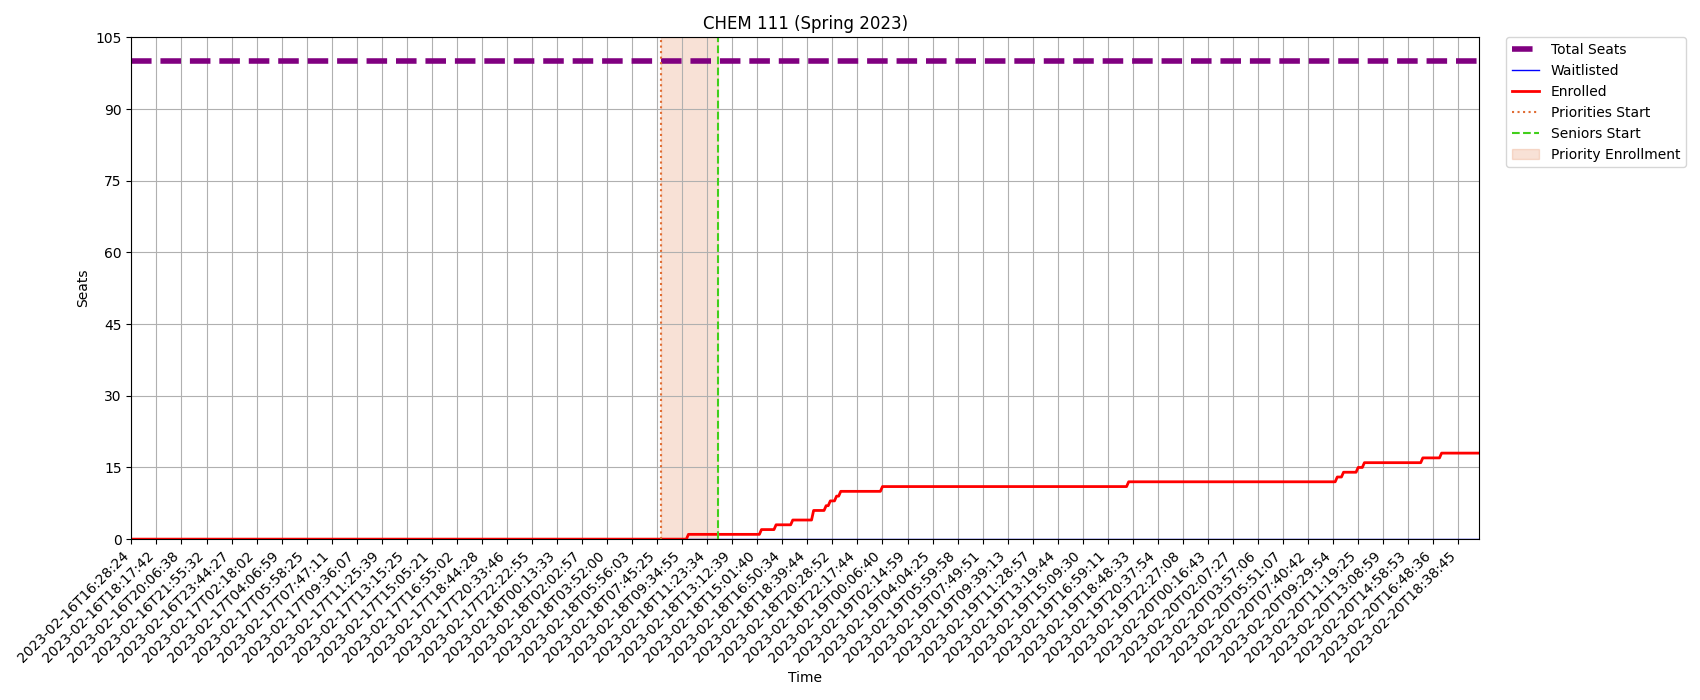 CHEM 111 (Spring 2023)
105
90
75
60
45
30
15
0
Seats
2023-02-16T16:28:24
2023-02-16T18:17:42
2023-02-16T20:06:38
2023-02-16T21:55:32
2023-02-16T23:44:27
2023-02-17T02:18:02
2023-02-17T04:06:59
2023-02-17T05:58:25
2023-02-17T07:47:11
2023-02-17T09:36:07
2023-02-17T11:25:39
2023-02-17T13:15:25
2023-02-17T15:05:21
2023-02-17T16:55:02
2023-02-17T18:44:28
2023-02-17T20:33:46
2023-02-17T22:22:55
2023-02-18T00:13:33
2023-02-18T02:02:57
2023-02-18T03:52:00
2023-02-18T05:56:03
2023-02-18T07:45:25
2023-02-18T09:34:55
2023-02-18T11:23:34
2023-02-18T13:12:39
2023-02-18T15:01:40
2023-02-18T16:50:34
2023-02-18T18:39:44
2023-02-18T20:28:52
2023-02-18T22:17:44
2023-02-19T00:06:40
2023-02-19T02:14:59
2023-02-19T04:04:25
2023-02-19T05:59:58
2023-02-19T07:49:51
2023-02-19T09:39:13
2023-02-19T11:28:57
2023-02-19T13:19:44
2023-02-19T15:09:30
2023-02-19T16:59:11
2023-02-19T18:48:33
2023-02-19T20:37:54
2023-02-19T22:27:08
2023-02-20T00:16:43
2023-02-20T02:07:27
2023-02-20T03:57:06
2023-02-20T05:51:07
2023-02-20T07:40:42
2023-02-20T09:29:54
2023-02-20T11:19:25
2023-02-20T13:08:59
2023-02-20T14:58:53
2023-02-20T16:48:36
2023-02-20T18:38:45
Time
Total Seats
Waitlisted
Enrolled
Priorities Start
Seniors Start
Priority Enrollment